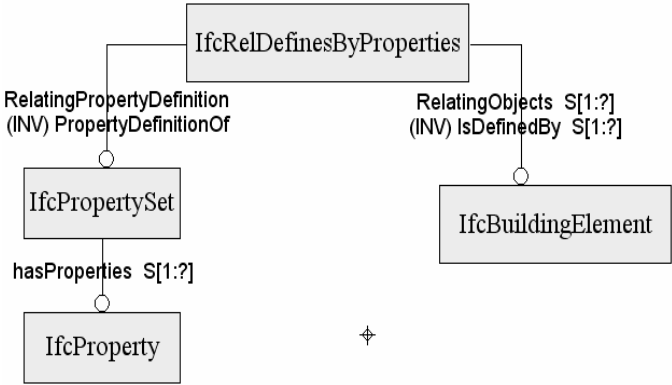 IfcRelDefinesByProperties
RelatingPropertyDefinition
(INV) PropertyDefinitionOf
RelatingObjects S[1:?]
(INV) IsDefinedBy S[1:?]
IfcPropertySet
IfcBuildingElement
hasProperties S[1:?]
IfcProperty